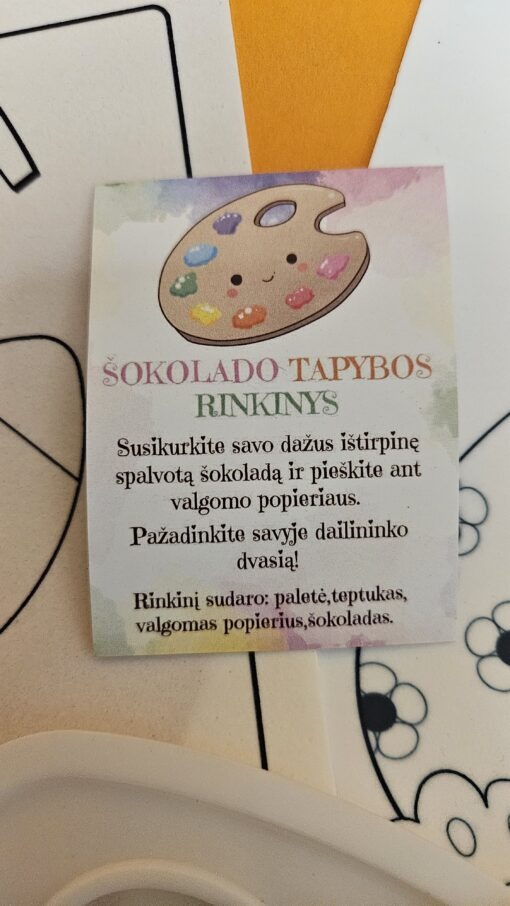 ŠOKOLADO TAPYBOS
RINKINYS
Susikurkite savo dažus ištirpinę
spalvotą šokoladą ir pieškite ant
valgomo popieriaus.
Pažadinkite savyje dailininko
dvasią!
Rinkinį sudaro: paletė,teptukas,
valgomas popierius,šokoladas.